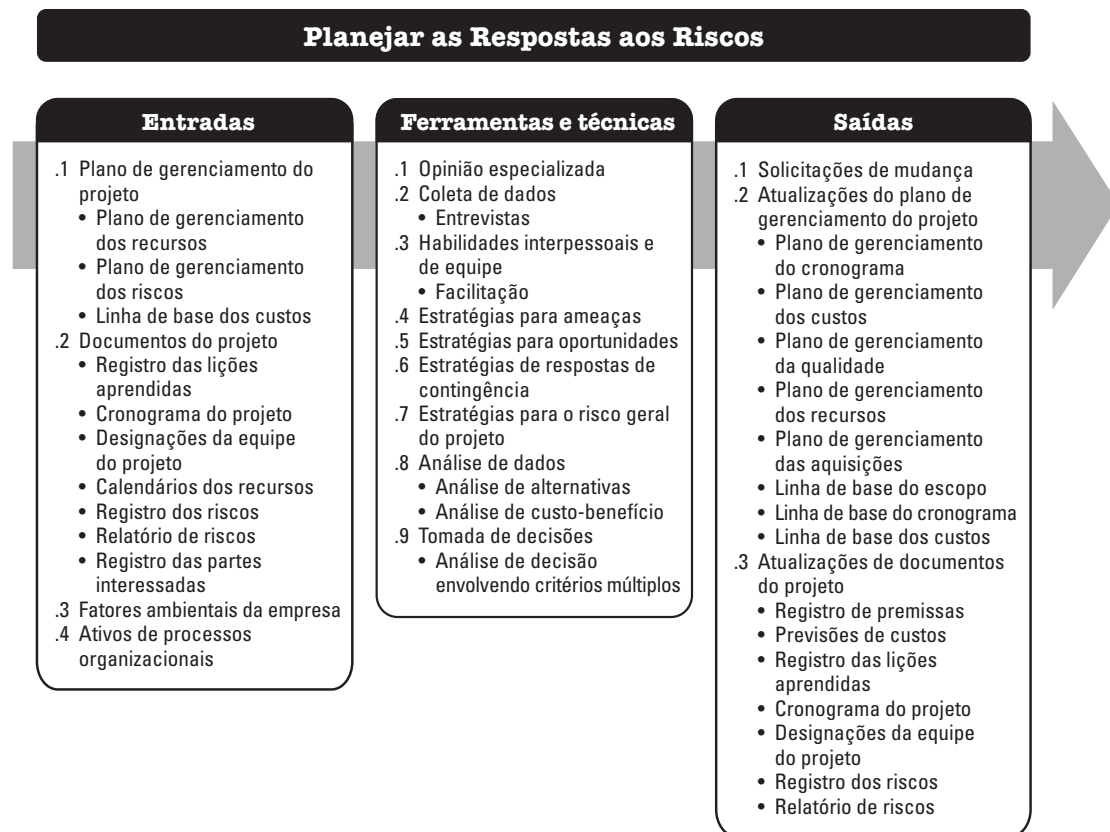 Planejar as Respostas aos Riscos
Entradas
.1 Plano de gerenciamento do
projeto
• Plano de gerenciamento
dos recursos
• Plano de gerenciamento
dos riscos
• Linha de base dos custos
.2 Documentos do projeto
• Registro das lições
aprendidas
• Cronograma do projeto
• Designações da equipe
do projeto
• Calendários dos recursos
• Registro dos riscos
• Relatório de riscos
• Registro das partes
interessadas
.3 Fatores ambientais da empresa
.4 Ativos de processos
organizacionais
Ferramentas e técnicas
.1 Opinião especializada
.2 Coleta de dados
• Entrevistas
.3 Habilidades interpessoais e
de equipe
• Facilitação
.4 Estratégias para ameaças
.5 Estratégias para oportunidades
.6 Estratégias de respostas de
contingência
.7 Estratégias para o risco geral
do projeto
.8 Análise de dados
• Análise de alternativas
• Análise de custo-benefício
.9 Tomada de decisões
• Análise de decisão
envolvendo critérios múltiplos
Saídas
.1 Solicitações de mudança
.2 Atualizações do plano de
gerenciamento do projeto
• Plano de gerenciamento
do cronograma
• Plano de gerenciamento
dos custos
• Plano de gerenciamento
da qualidade
• Plano de gerenciamento
dos recursos
• Plano de gerenciamento
das aquisições
• Linha de base do escopo
• Linha de base do cronograma
• Linha de base dos custos
.3 Atualizações de documentos
do projeto
• Registro de premissas
• Previsões de custos
• Registro das lições
aprendidas
• Cronograma do projeto
• Designações da equipe
do projeto
• Registro dos riscos
• Relatório de riscos